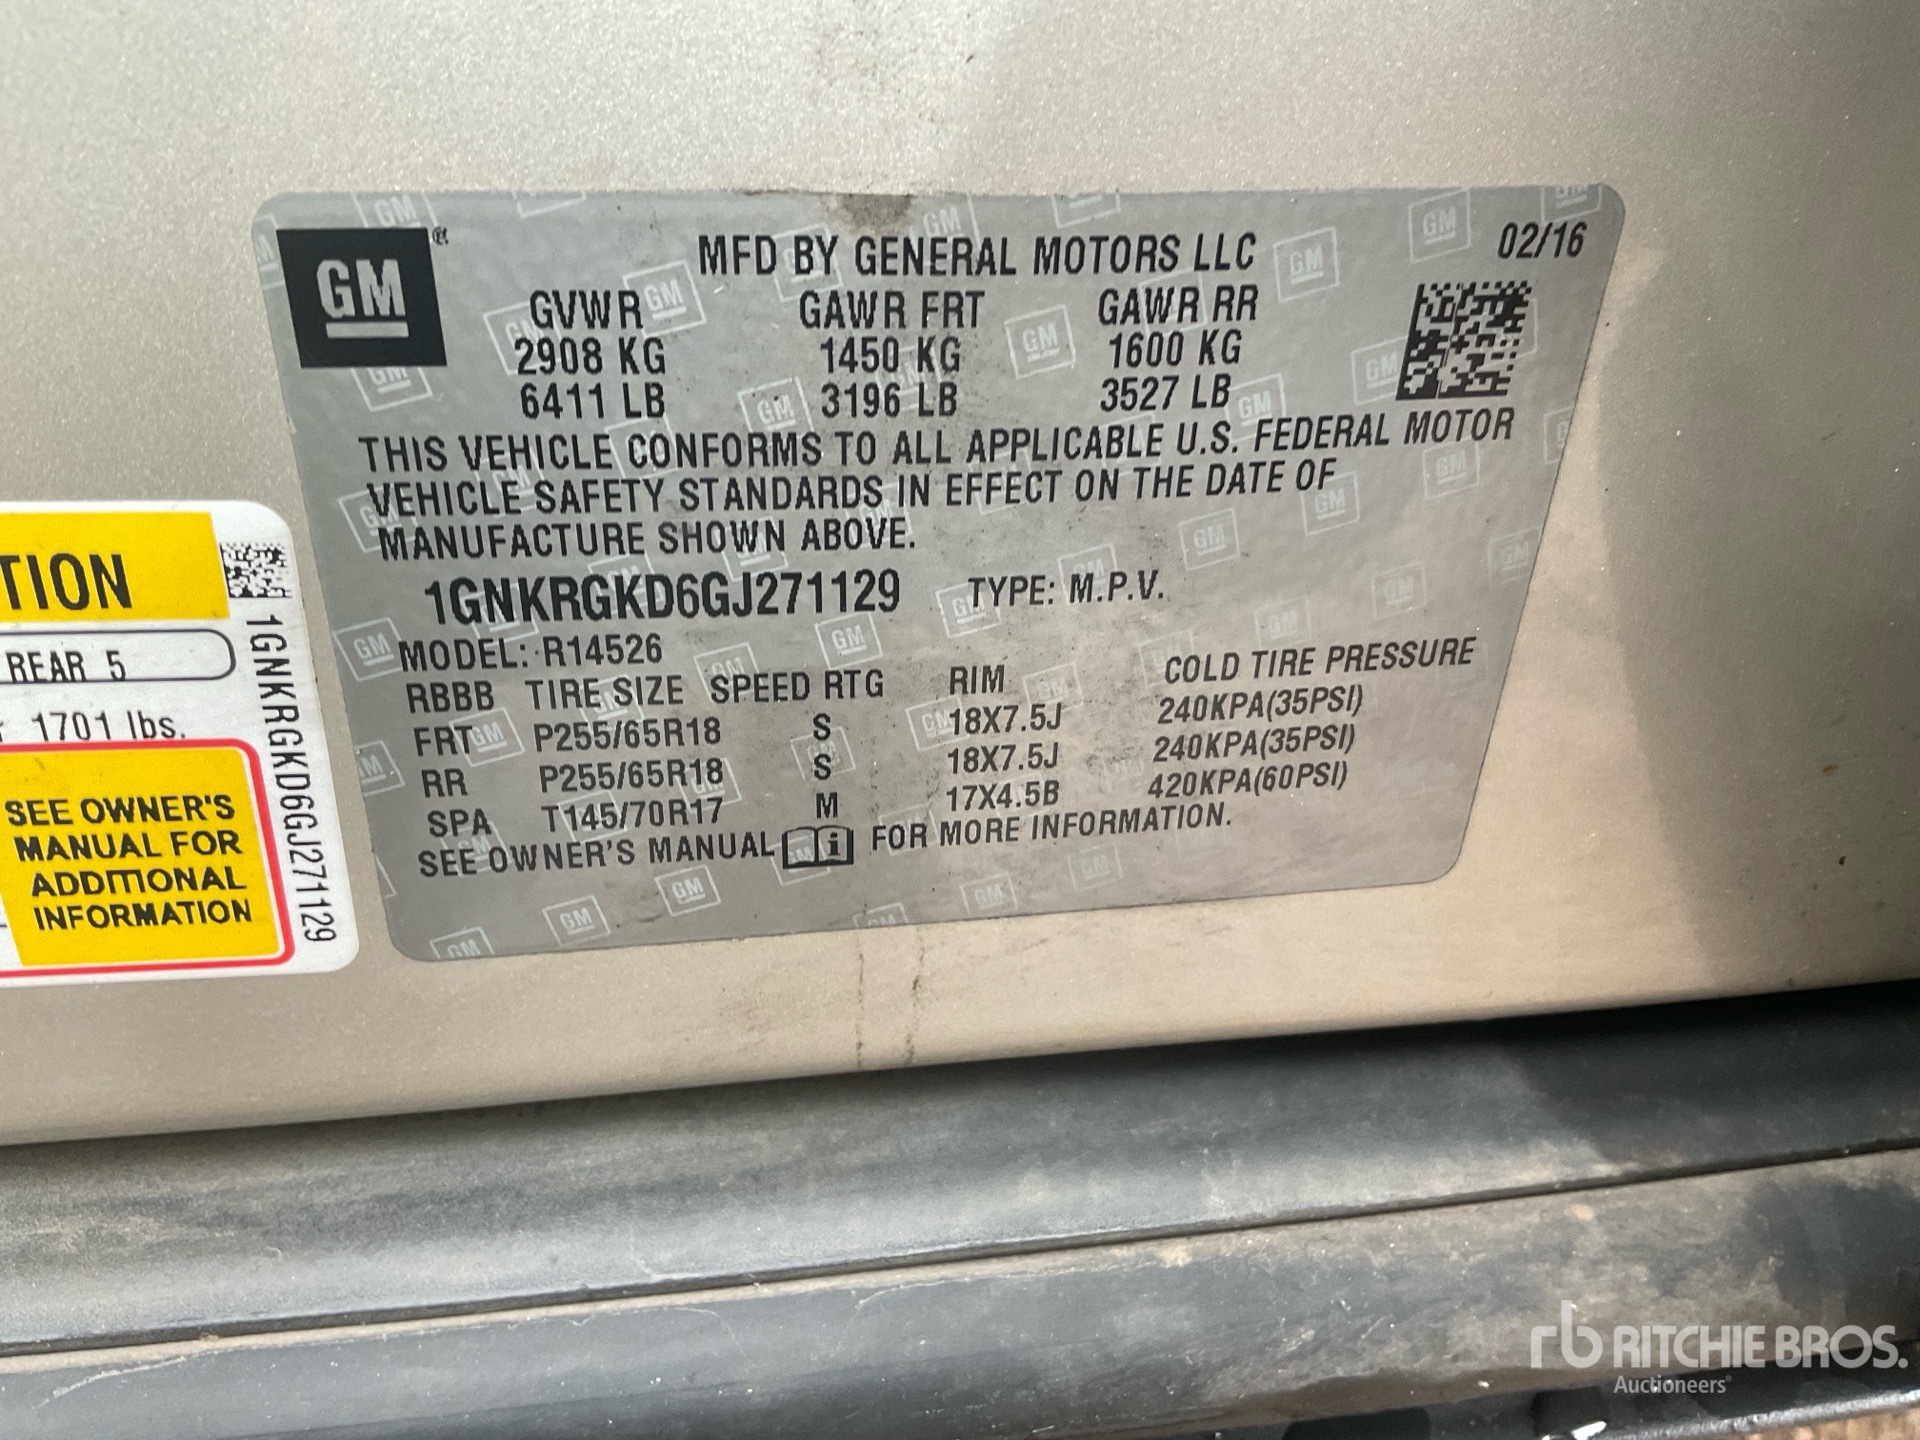 GM®
MFD BY GENERAL MOTORS LLC 02/16
GVWR GAWR FRT GAWR RR
2908 KG 1450 KG 1600 KG
6411 LB 3196 LB 3527 LB
THIS VEHICLE CONFORMS TO ALL APPLICABLE U.S. FEDERAL MOTOR
VEHICLE SAFETY STANDARDS IN EFFECT ON THE DATE OF
MANUFACTURE SHOWN ABOVE.
1GNKRGKD6GJ271129 TYPE: M.P.V.
MODEL: R14526
RBBB TIRE SIZE SPEED RTG RIM COLD TIRE PRESSURE
FRT P255/65R18 S 18X7.5J 240KPA(35PSI)
RR P255/65R18 S 18X7.5J 240KPA(35PSI)
SPA T145/70R17 M 17X4.5B 420KPA(60PSI)
SEE OWNER'S MANUAL i FOR MORE INFORMATION.
TION
REAR 5
1701 lbs.
SEE OWNER'S
MANUAL FOR
ADDITIONAL
INFORMATION
1GNKRGKD6GJ271129
rb RITCHIE BROS.
Auctioneers®